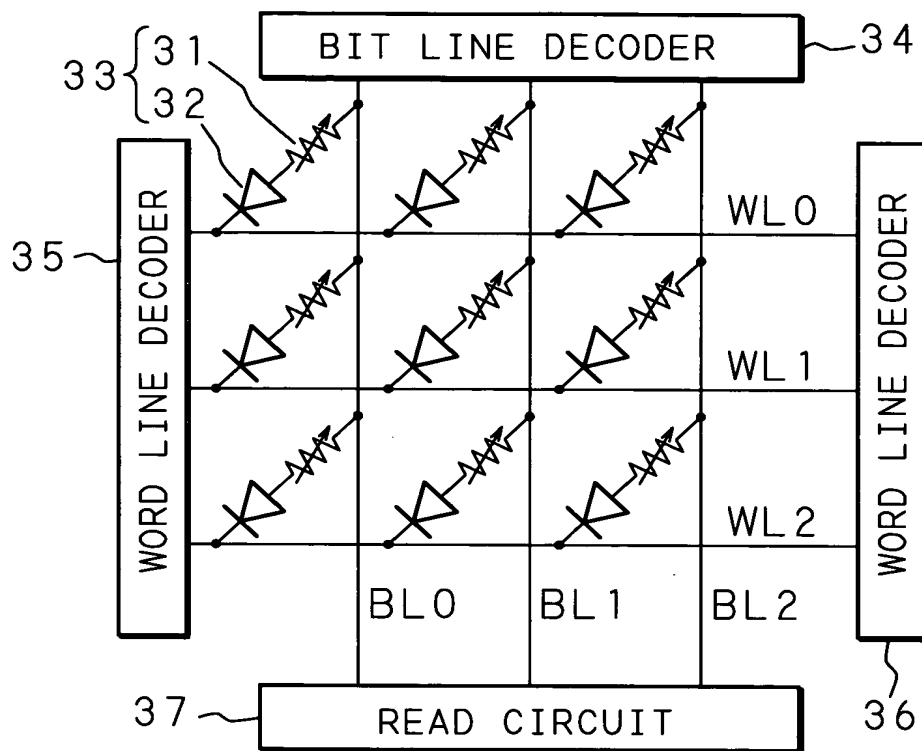 BIT LINE DECODER
34
33
31
32
WORD LINE DECODER
35
WL0
WL1
WL2
WORD LINE DECODER
36
BL0
BL1
BL2
37
READ CIRCUIT